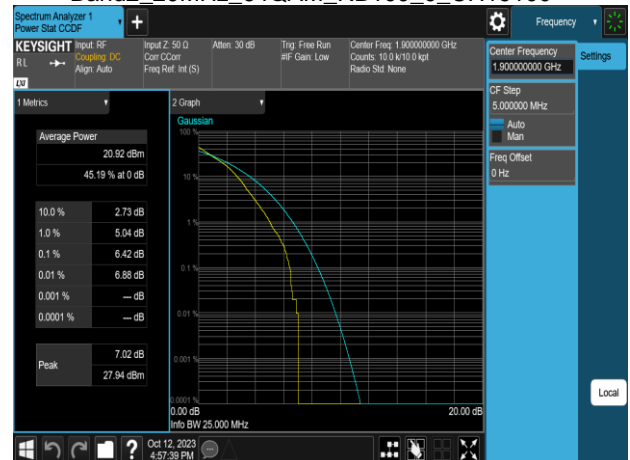 Spectrum Analyzer 1
Power Stat CCDF
Frequency
KEYSIGHT
RL
LXI
Input: RF
Coupling: DC
Align: Auto
Input Z: 50 Ω
Corr CCorr
Freq Ref: Int (S)
Atten: 30 dB
Trig: Free Run
#IF Gain: Low
Center Freq: 1.900000000 GHz
Counts: 10.0 k/10.0 kpt
Radio Std: None
Center Frequency
1.900000000 GHz
Settings
CF Step
5.000000 MHz
Auto
Man
Freq Offset
0 Hz
Local
1 Metrics
Average Power
20.92 dBm
45.19 % at 0 dB
10.0 % 2.73 dB
1.0 % 5.04 dB
0.1 % 6.42 dB
0.01 % 6.88 dB
0.001 % --- dB
0.0001 % --- dB
Peak
7.02 dB
27.94 dBm
2 Graph
Gaussian
100 %
10 %
1 %
0.1 %
0.01 %
0.001 %
0.0001 %
0.00 dB 20.00 dB
Info BW 25.000 MHz
?
Oct 12, 2023
4:57:39 PM